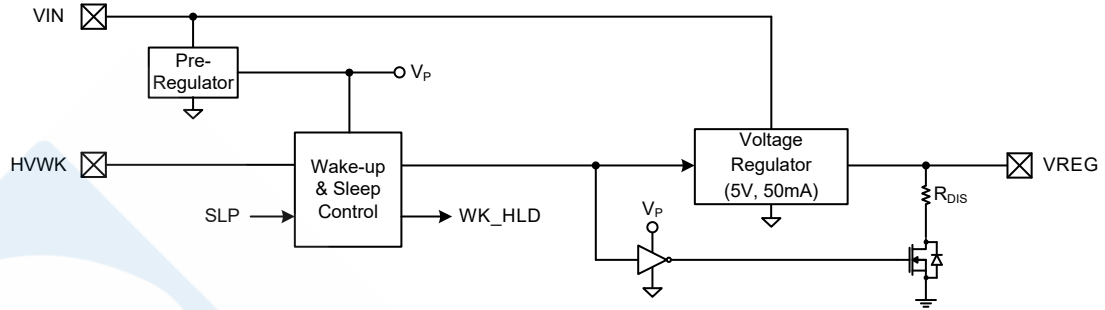 VIN
Pre-
Regulator
VP
HVWK
Wake-up
& Sleep
Control
SLP
WK_HLD
Voltage
Regulator
(5V, 50mA)
VREG
RDIS
VP